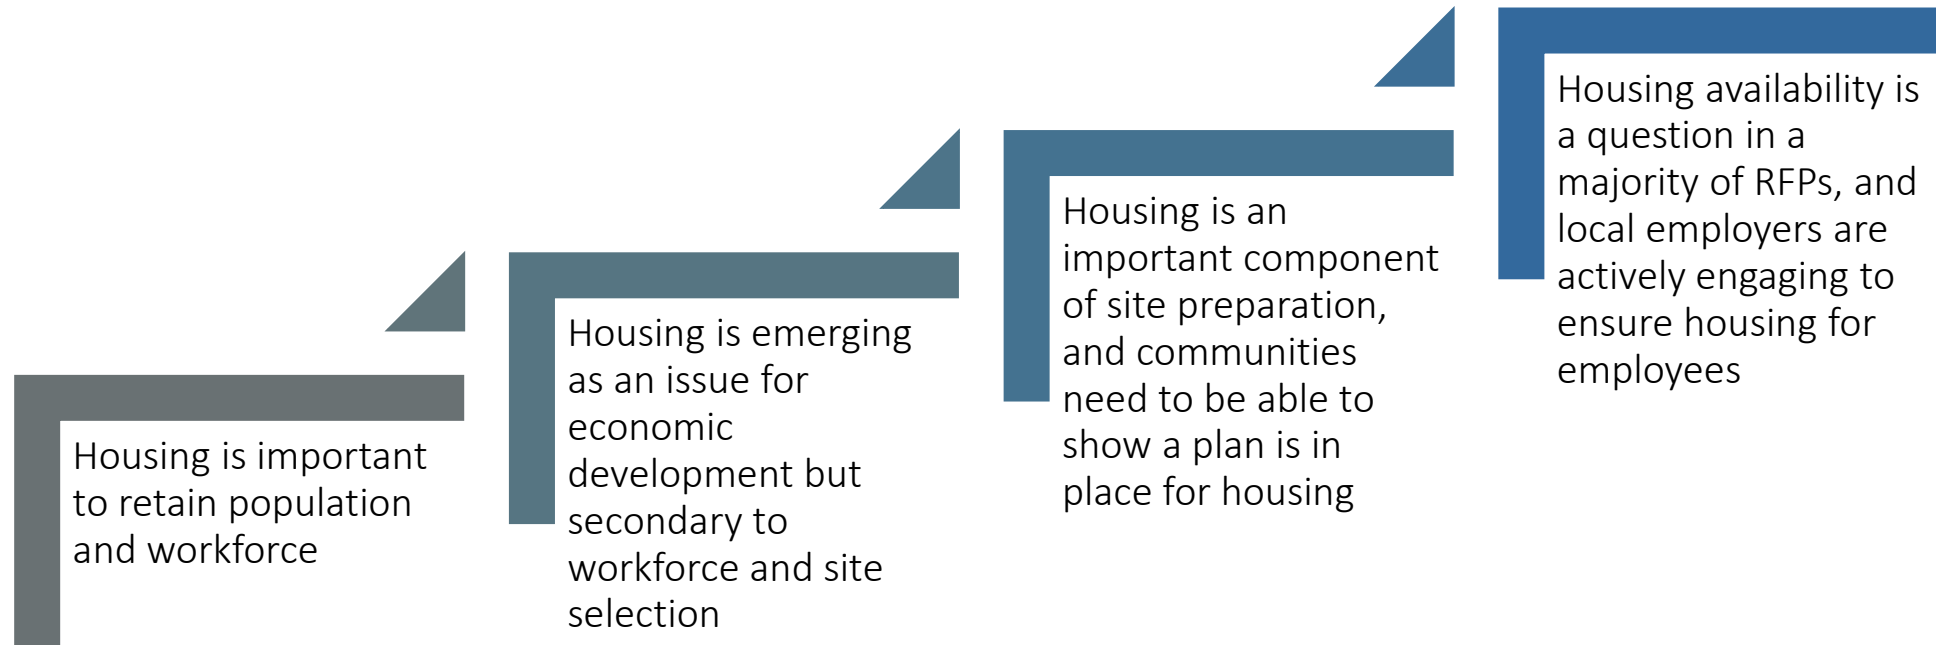 Housing is important
to retain population
and workforce
Housing is emerging
as an issue for
economic
development but
secondary to
workforce and site
selection
Housing is an
important component
of site preparation,
and communities
need to be able to
show a plan is in
place for housing
Housing availability is
a question in a
majority of RFPs, and
local employers are
actively engaging to
ensure housing for
employees